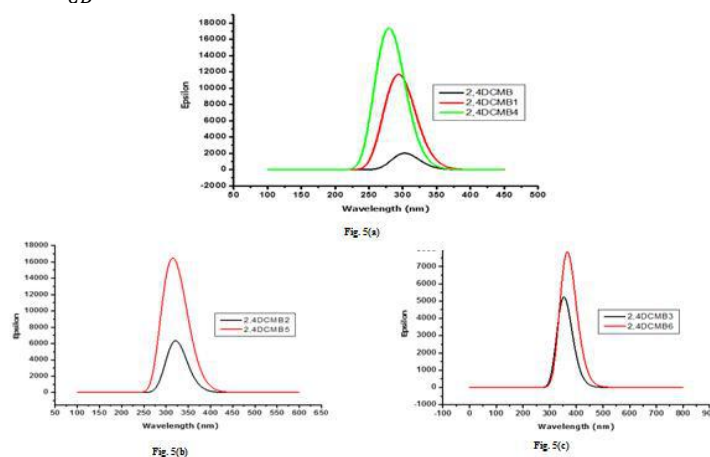 18000
16000
14000
12000
10000
8000
6000
4000
2000
0
-2000
Epsilon
2,4DCMB
2,4DCMB1
2,4DCMB4
50 100 150 200 250 300 350 400 450 500
Wavelength (nm)
Fig. 5(a)
18000
16000
14000
12000
10000
8000
6000
4000
2000
0
Epsilon
2,4DCMB2
2,4DCMB5
50 100 150 200 250 300 350 400 450 500 550 600 650
Wavelength (nm)
Fig. 5(b)
7000
6000
5000
4000
3000
2000
1000
0
-1000
Epsilon
2,4DCMB3
2,4DCMB6
-100 0 100 200 300 400 500 600 700 800 900
Wavelength (nm)
Fig. 5(c)